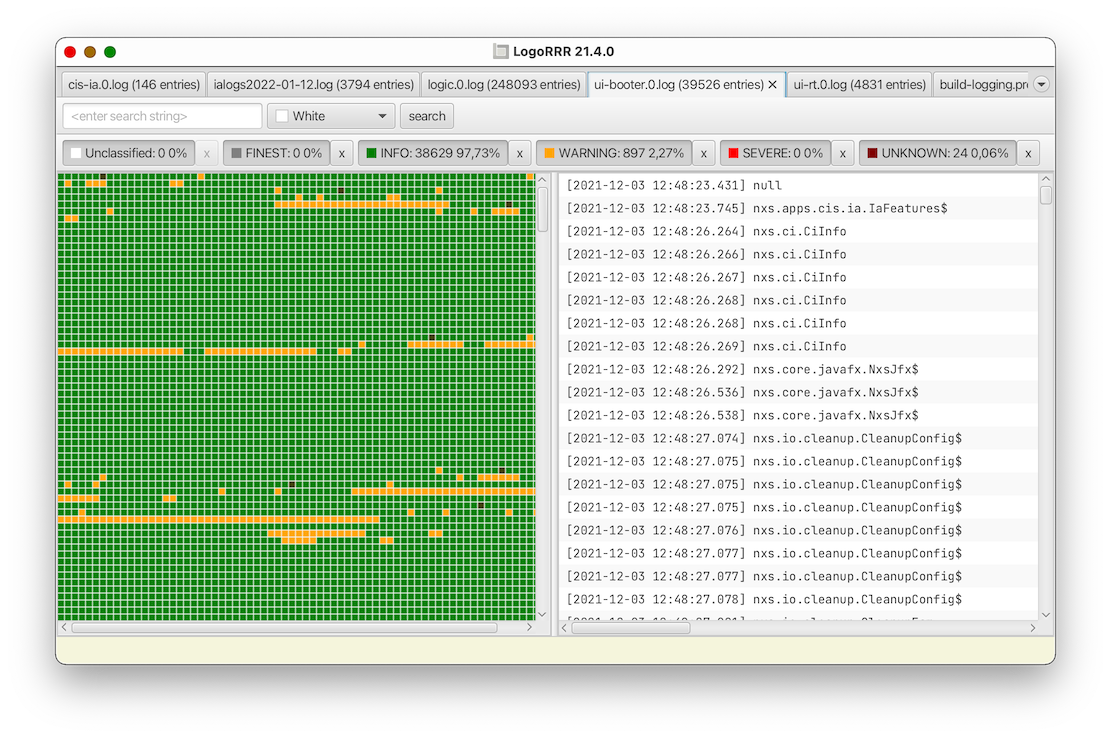 LogoRRR 21.4.0
cis-ia.0.log (146 entries) ialogs2022-01-12.log (3794 entries) logic.0.log (248093 entries) ui-booter.0.log (39526 entries) ui-rt.0.log (4831 entries) build-logging.pr
<enter search string> White search
Unclassified: 0 0% x FINEST: 0 0% x INFO: 38629 97,73% x WARNING: 897 2,27% x SEVERE: 0 0% x UNKNOWN: 24 0,06% x
[2021-12-03 12:48:23.431] null
[2021-12-03 12:48:23.745] nxs.apps.cis.ia.IaFeatures$
[2021-12-03 12:48:26.264] nxs.ci.CiInfo
[2021-12-03 12:48:26.266] nxs.ci.CiInfo
[2021-12-03 12:48:26.267] nxs.ci.CiInfo
[2021-12-03 12:48:26.268] nxs.ci.CiInfo
[2021-12-03 12:48:26.268] nxs.ci.CiInfo
[2021-12-03 12:48:26.269] nxs.ci.CiInfo
[2021-12-03 12:48:26.292] nxs.core.javafx.NxsJfx$
[2021-12-03 12:48:26.536] nxs.core.javafx.NxsJfx$
[2021-12-03 12:48:26.538] nxs.core.javafx.NxsJfx$
[2021-12-03 12:48:27.074] nxs.io.cleanup.CleanupConfig$
[2021-12-03 12:48:27.075] nxs.io.cleanup.CleanupConfig$
[2021-12-03 12:48:27.075] nxs.io.cleanup.CleanupConfig$
[2021-12-03 12:48:27.075] nxs.io.cleanup.CleanupConfig$
[2021-12-03 12:48:27.076] nxs.io.cleanup.CleanupConfig$
[2021-12-03 12:48:27.077] nxs.io.cleanup.CleanupConfig$
[2021-12-03 12:48:27.077] nxs.io.cleanup.CleanupConfig$
[2021-12-03 12:48:27.078] nxs.io.cleanup.CleanupConfig$